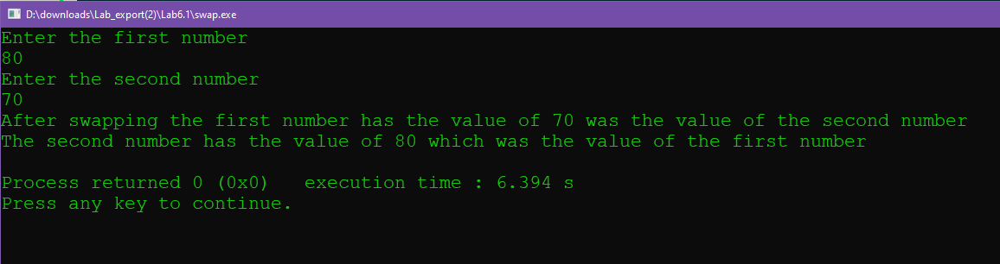 D:\downloads\Lab_export(2)\Lab6.1\swap.exe
Enter the first number
80
Enter the second number
70
After swapping the first number has the value of 70 was the value of the second number
The second number has the value of 80 which was the value of the first number
Process returned 0 (0x0)   execution time : 6.394 s
Press any key to continue.